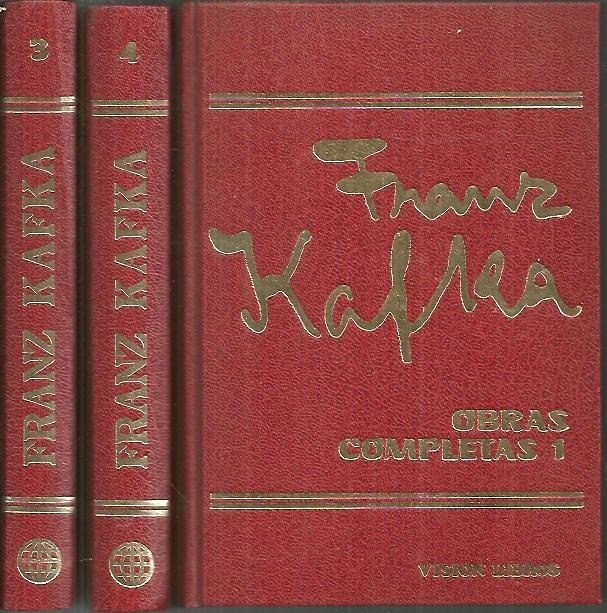 3
FRANZ KAFKA
4
FRANZ KAFKA
Franz
Kafka
OBRAS
COMPLETAS 1
VISION LIBROS